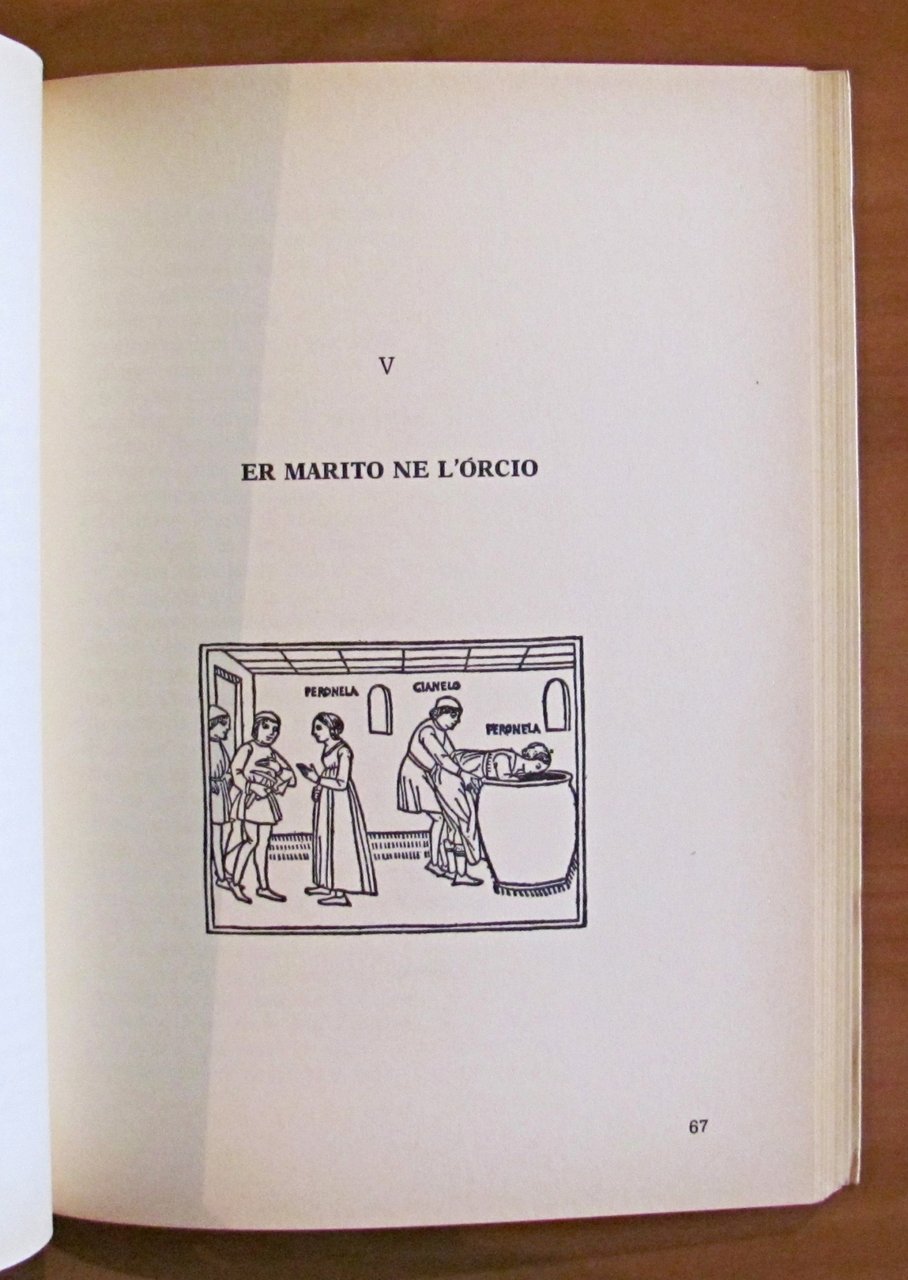 V
ER MARITO NE L'ÓRCIO
PERONELA
GIANELO
PERONELA
67